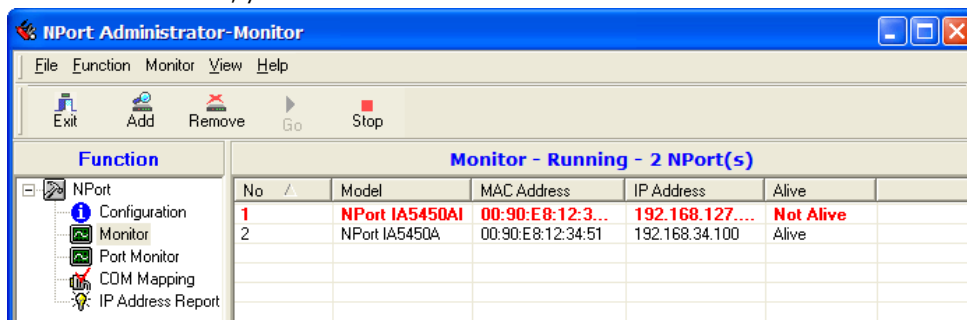 NPort Administrator-Monitor
File Function Monitor View Help
Exit Add Remove Go Stop
Function
Monitor - Running - 2 NPort(s)
NPort
Configuration
Monitor
Port Monitor
COM Mapping
IP Address Report
No Model MAC Address IP Address Alive
1 NPort IA5450AI 00:90:E8:12:3... 192.168.127.... Not Alive
2 NPort IA5450A 00:90:E8:12:34:51 192.168.34.100 Alive